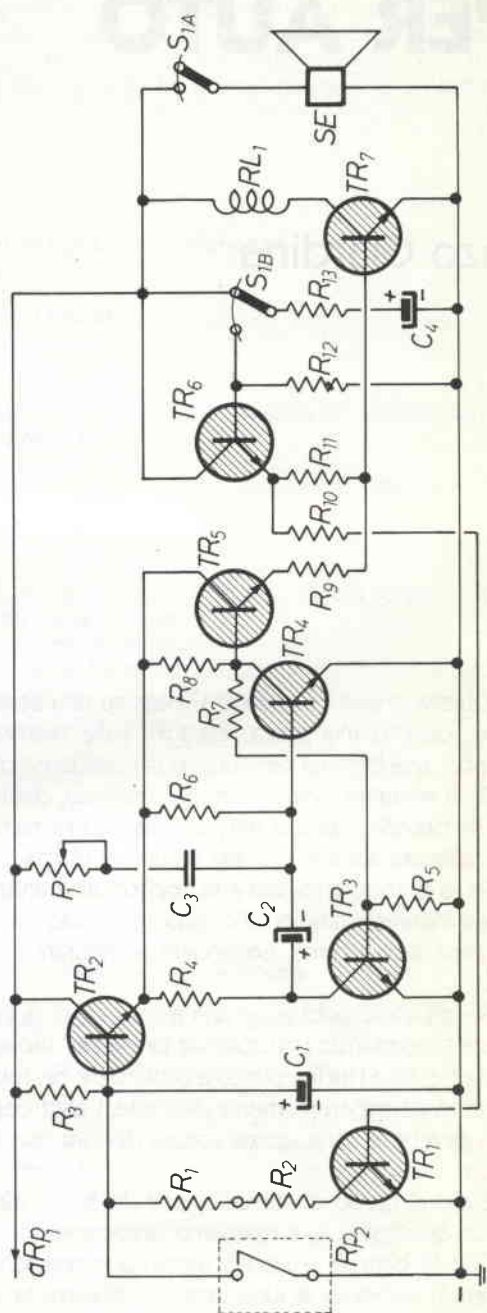 aRp₁
R₃
TR₂
P
R₁
R₂
Rp₂
TR₁
C₁
R₄
C₃
C₂
R₆
TR₃
R₅
R₇
R₈
TR₅
TR₄
R₉
TR₆
R₁₀
R₁₁
R₁₂
S₁B
R₁₃
C₄
RL₁
TR₇
S₁A
SE
+
+
-
+
-